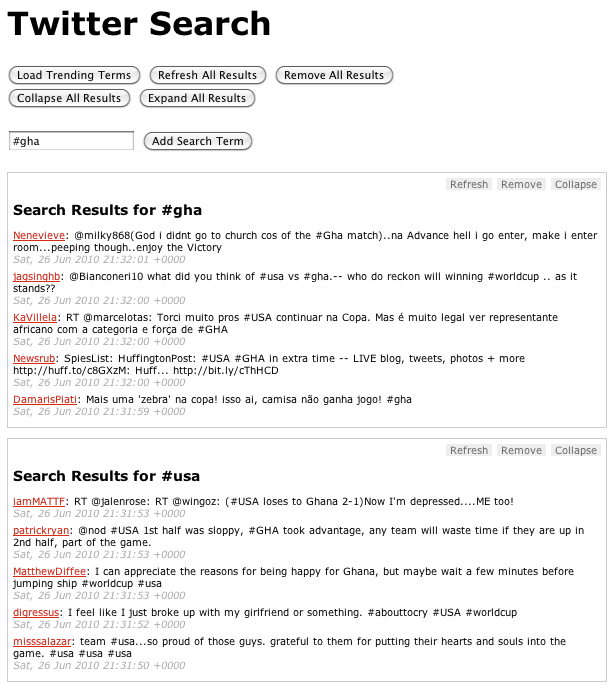 Twitter Search
Load Trending Terms Refresh All Results Remove All Results
Collapse All Results Expand All Results
#gha Add Search Term
Refresh Remove Collapse
Search Results for #gha
Nenevieve: @milky868(God i didnt go to church cos of the #Gha match)..na Advance hell i go enter, make i enter
room...peeping though..enjoy the Victory
Sat, 26 Jun 2010 21:32:01 +0000
jaqsinghb: @Bianconeri10 what did you think of #usa vs #gha.-- who do reckon will winning #worldcup .. as it
stands??
Sat, 26 Jun 2010 21:32:00 +0000
KaVillela: RT @marcelotas: Torci muito pros #USA continuar na Copa. Mas é muito legal ver representante
africano com a categoria e força de #GHA
Sat, 26 Jun 2010 21:32:00 +0000
Newsrub: SpiesList: HuffingtonPost: #USA #GHA in extra time -- LIVE blog, tweets, photos + more
http://huff.to/c8GXzM: Huff... http://bit.ly/cThHCD
Sat, 26 Jun 2010 21:32:00 +0000
DamarisPiati: Mais uma 'zebra' na copa! isso ai, camisa não ganha jogo! #gha
Sat, 26 Jun 2010 21:31:59 +0000
Refresh Remove Collapse
Search Results for #usa
iamMATTF: RT @jalenrose: RT @wingoz: (#USA loses to Ghana 2-1)Now I'm depressed....ME too!
Sat, 26 Jun 2010 21:31:53 +0000
patrickryan: @nod #USA 1st half was sloppy, #GHA took advantage, any team will waste time if they are up in
2nd half, part of the game.
Sat, 26 Jun 2010 21:31:53 +0000
MatthewDiffee: I can appreciate the reasons for being happy for Ghana, but maybe wait a few minutes before
jumping ship #worldcup #usa
Sat, 26 Jun 2010 21:31:53 +0000
digressus: I feel like I just broke up with my girlfriend or something. #abouttocry #USA #worldcup
Sat, 26 Jun 2010 21:31:52 +0000
misssalazar: team #usa...so proud of those guys. grateful to them for putting their hearts and souls into the
game. #usa #usa #usa
Sat, 26 Jun 2010 21:31:50 +0000